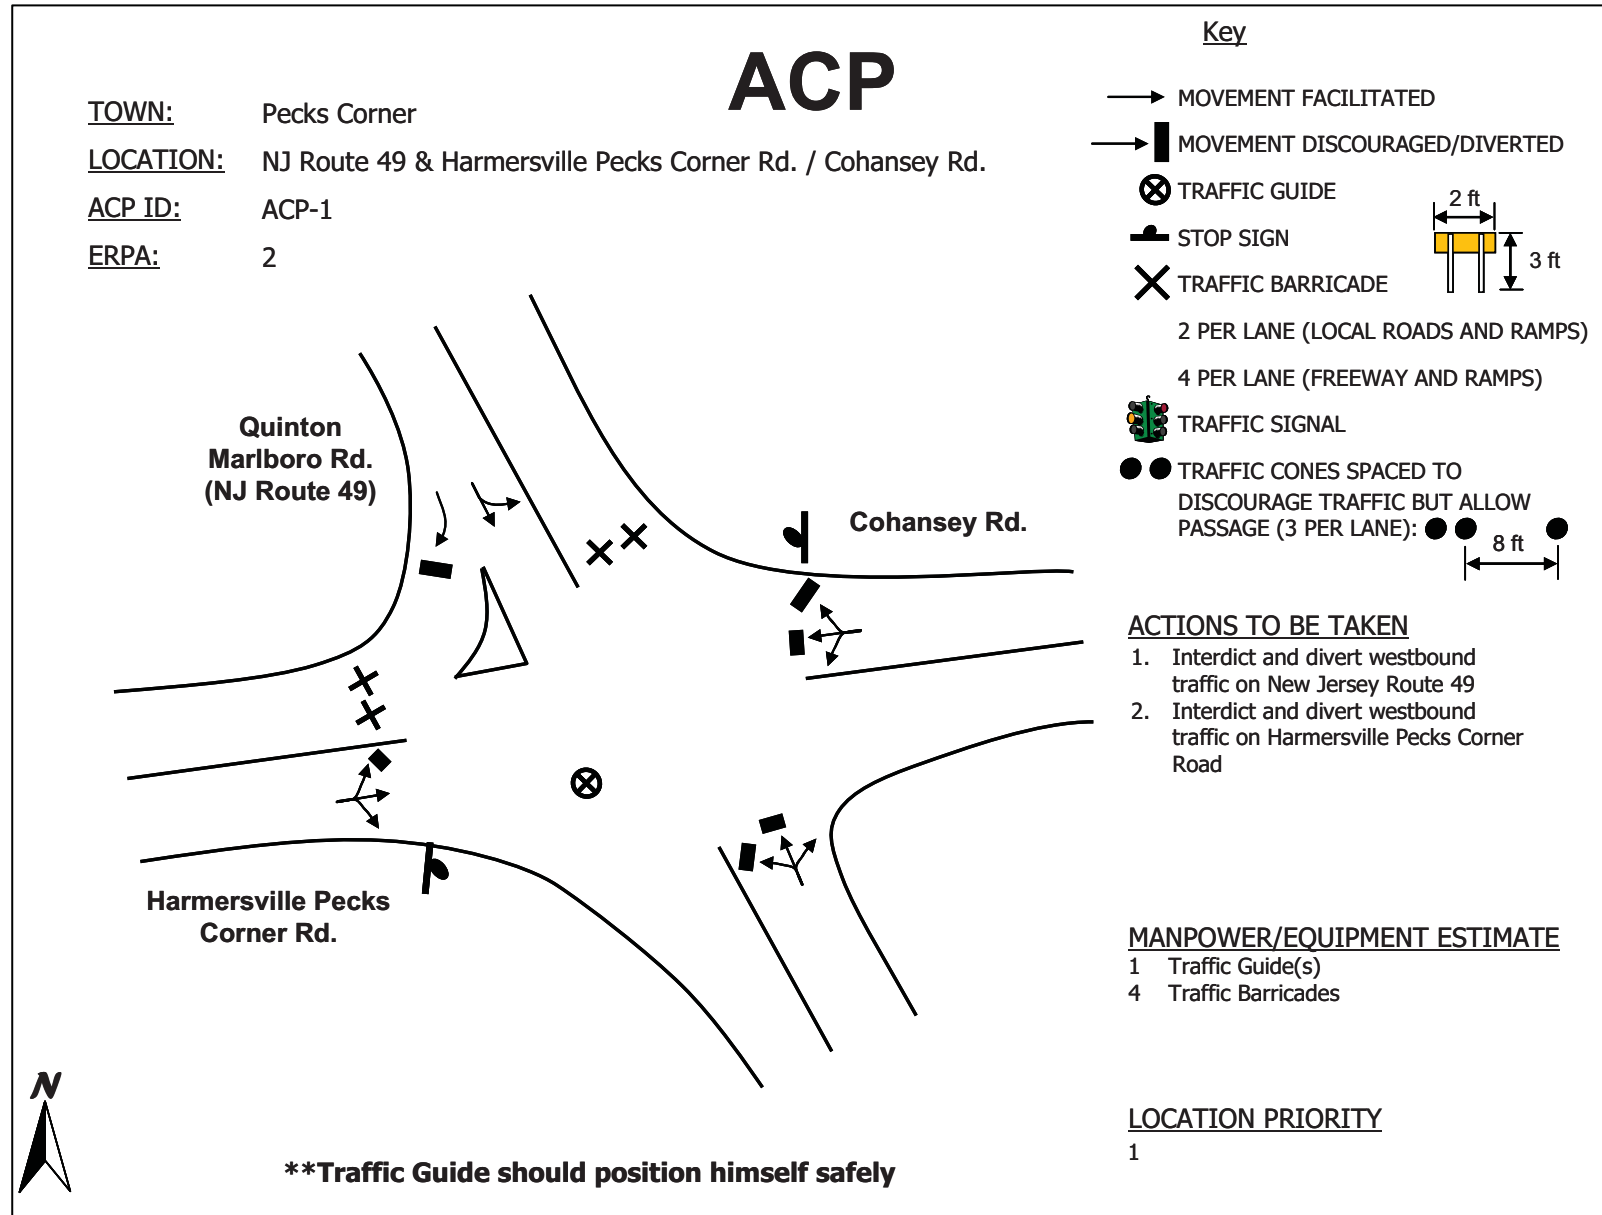 ACP
TOWN: Pecks Corner
LOCATION: NJ Route 49 & Harmersville Pecks Corner Rd. / Cohansey Rd.
ACP ID: ACP-1
ERPA: 2
Key
MOVEMENT FACILITATED
MOVEMENT DISCOURAGED/DIVERTED
TRAFFIC GUIDE
STOP SIGN
TRAFFIC BARRICADE
2 ft
3 ft
2 PER LANE (LOCAL ROADS AND RAMPS)
4 PER LANE (FREEWAY AND RAMPS)
TRAFFIC SIGNAL
TRAFFIC CONES SPACED TO
DISCOURAGE TRAFFIC BUT ALLOW
PASSAGE (3 PER LANE):
8 ft
Quinton
Marlboro Rd.
(NJ Route 49)
Cohansey Rd.
Harmersville Pecks
Corner Rd.
ACTIONS TO BE TAKEN
1. Interdict and divert westbound
traffic on New Jersey Route 49
2. Interdict and divert westbound
traffic on Harmersville Pecks Corner
Road
MANPOWER/EQUIPMENT ESTIMATE
1 Traffic Guide(s)
4 Traffic Barricades
LOCATION PRIORITY
1
N
**Traffic Guide should position himself safely